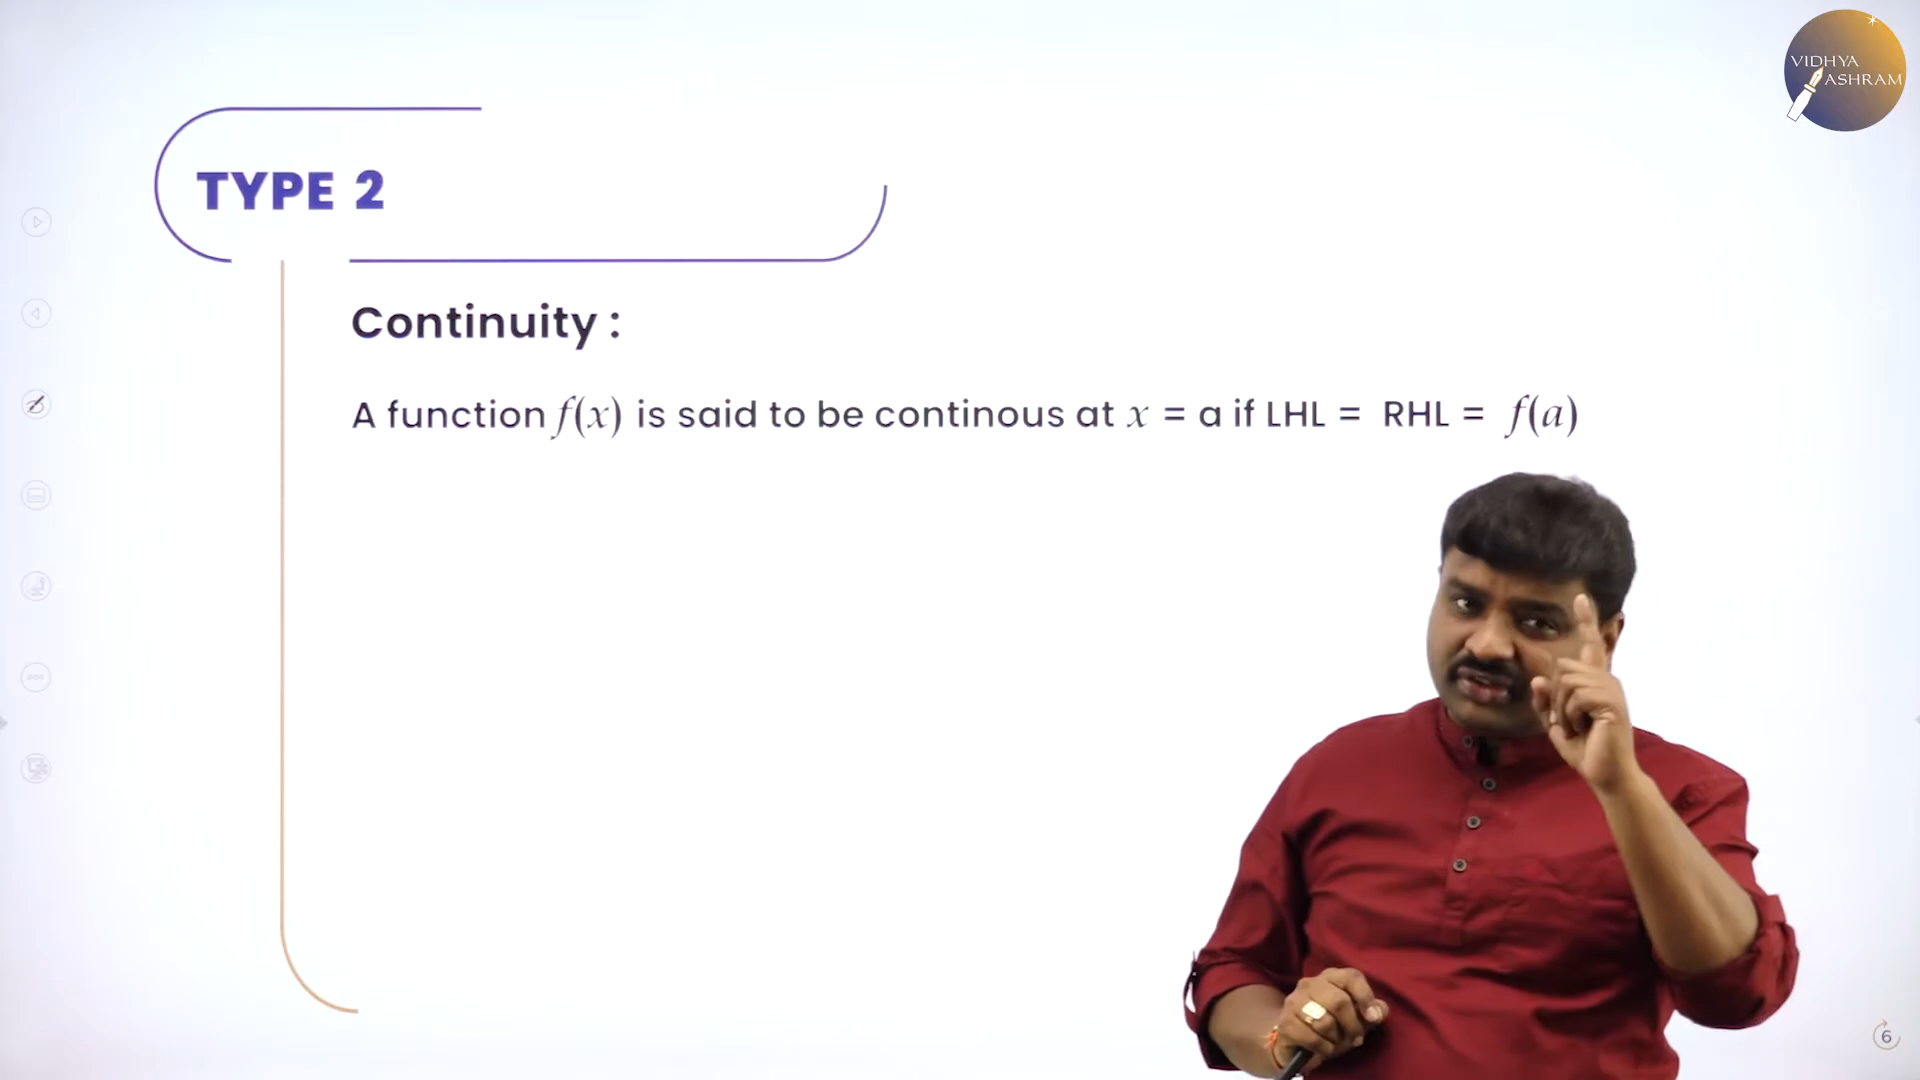 VIDHYA
ASHRAM
TYPE 2
Continuity :
A function f(x) is said to be continous at x = a if LHL = RHL = f(a)
6